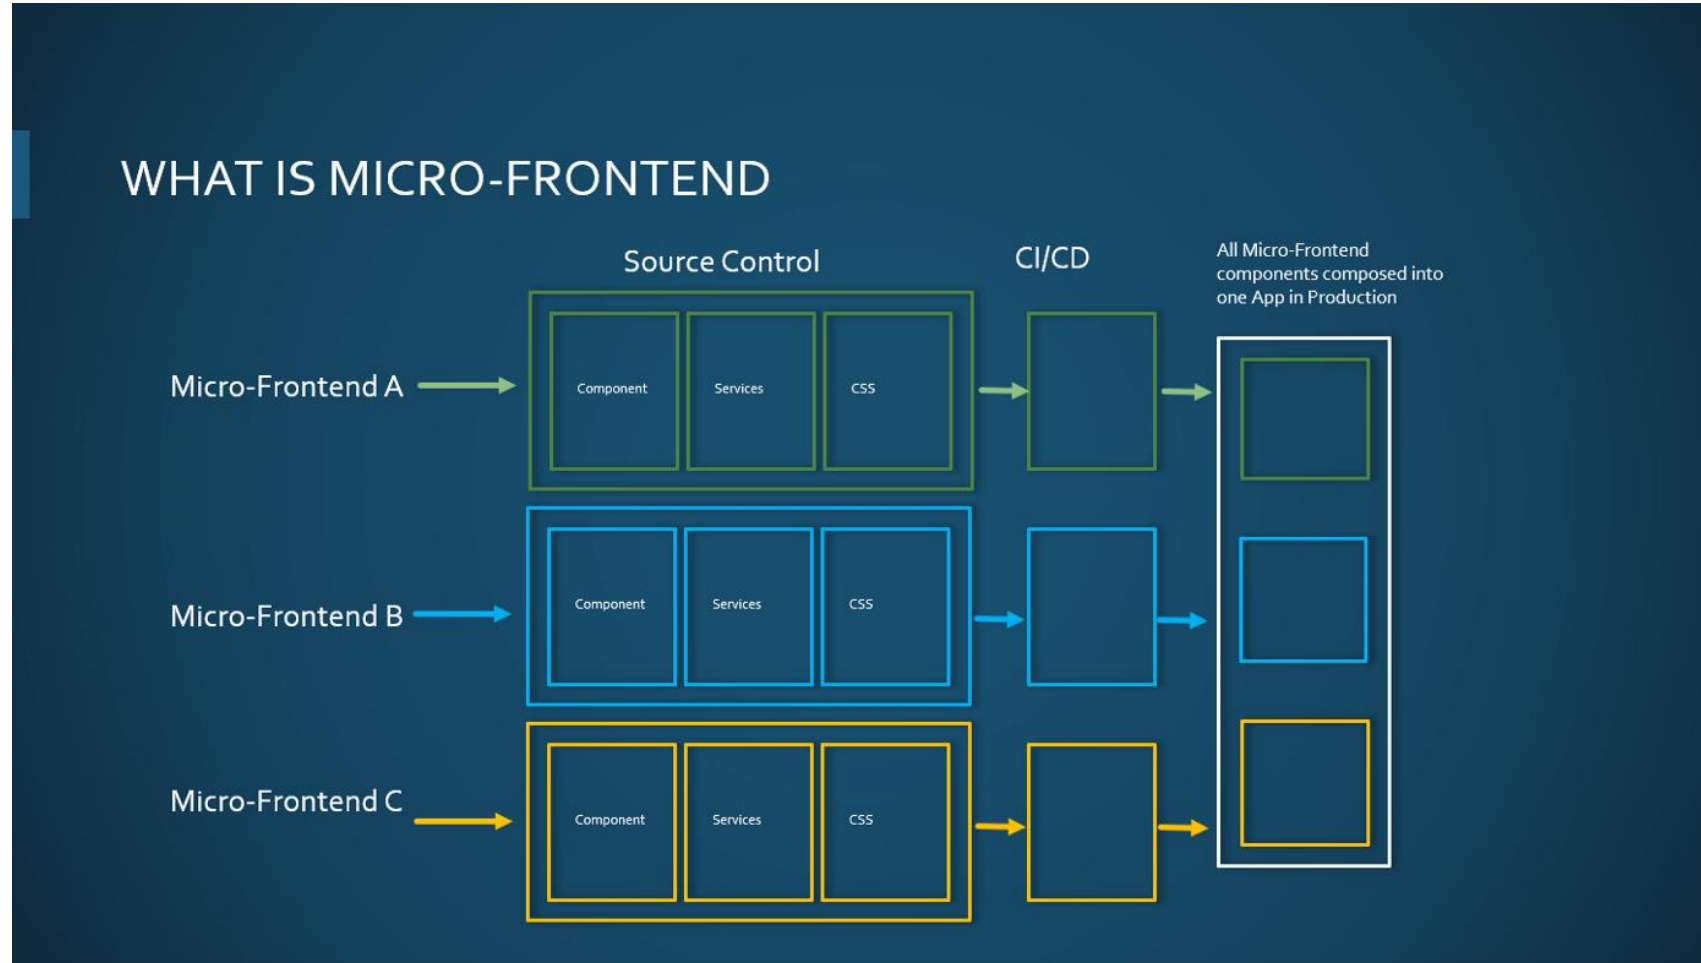 WHAT IS MICRO-FRONTEND
Source Control
CI/CD
All Micro-Frontend
components composed into
one App in Production
Micro-Frontend A
Component
Services
CSS
Micro-Frontend B
Component
Services
CSS
Micro-Frontend C
Component
Services
CSS